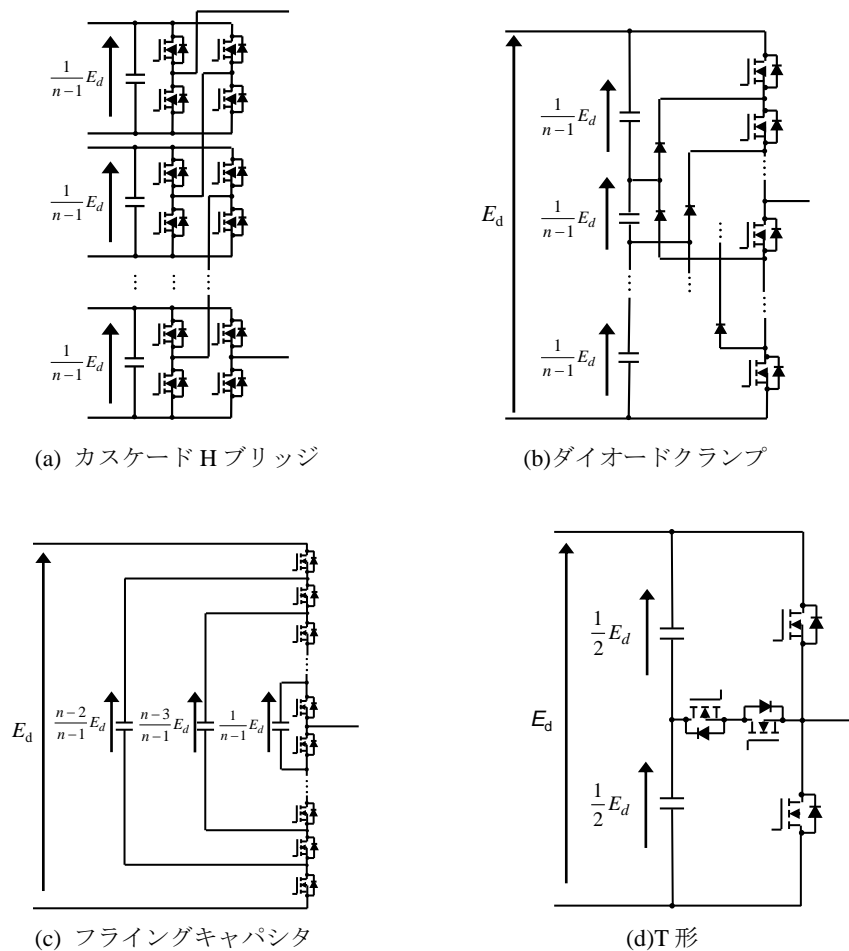 1/(n-1) E_d
1/(n-1) E_d
1/(n-1) E_d
(a) カスケード H ブリッジ
E_d
1/(n-1) E_d
1/(n-1) E_d
1/(n-1) E_d
(b)ダイオードクランプ
E_d
(n-2)/(n-1) E_d
(n-3)/(n-1) E_d
1/(n-1) E_d
(c) フライングキャパシタ
E_d
1/2 E_d
1/2 E_d
(d)T 形